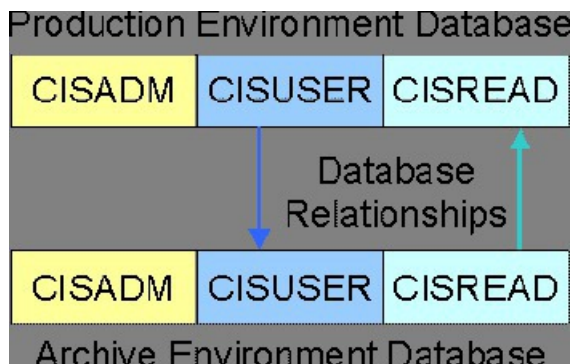 Production Environment Database
CISADM CISUSER CISREAD
Database
Relationships
CISADM CISUSER CISREAD
Archive Environment Database